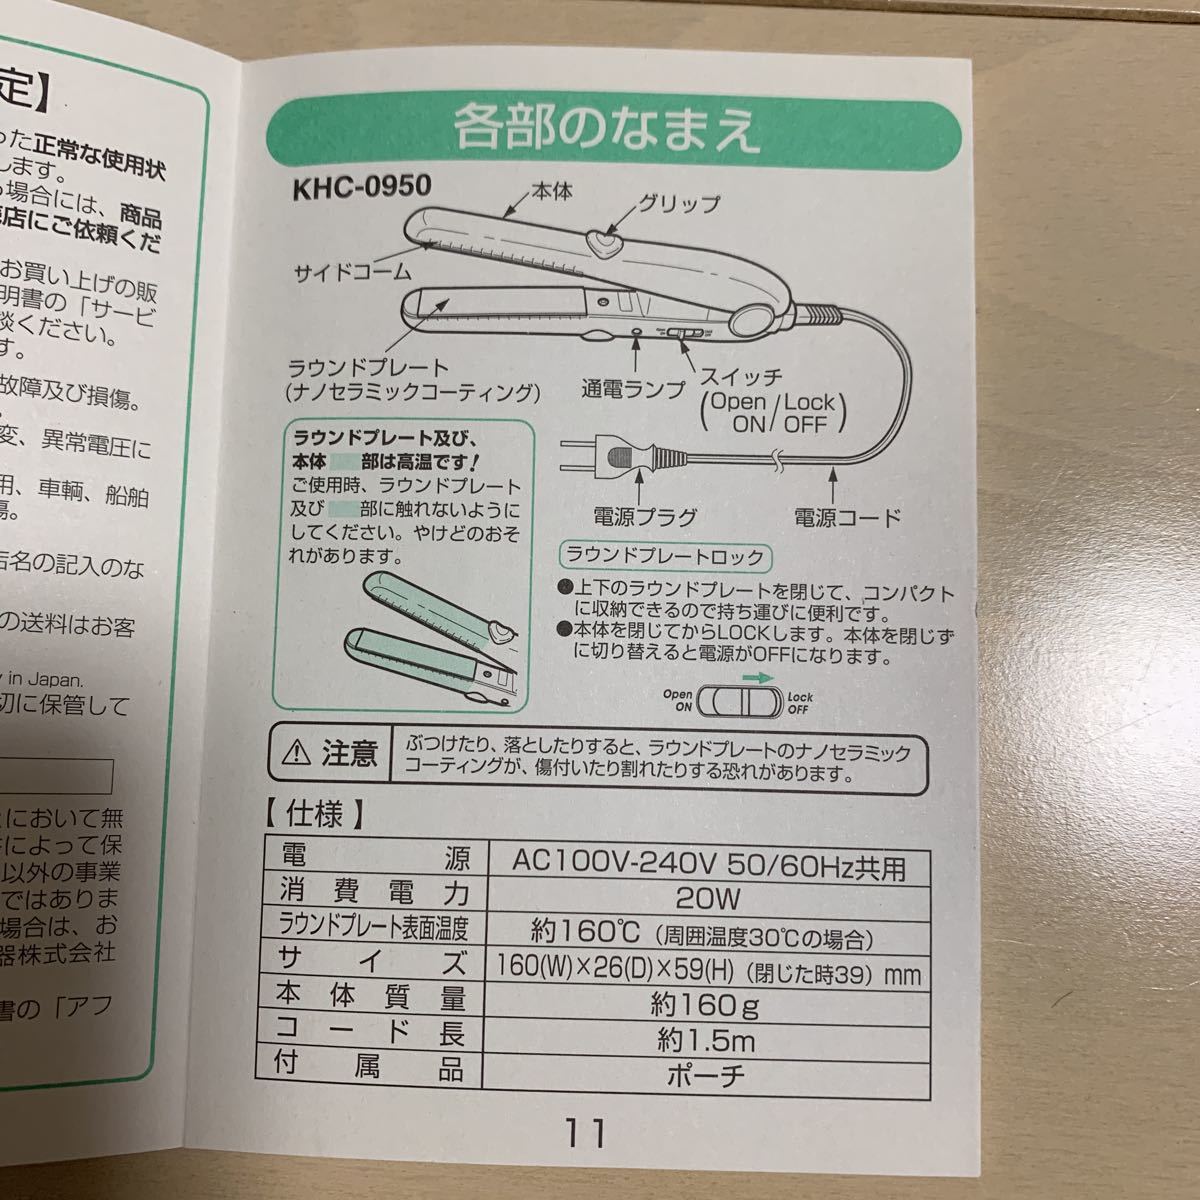 定】
った正常な使用状
します。
場合には、商品
店にご依頼くだ
お買い上げの販
明書の「サービ
談ください。
す。
故障及び損傷。
変、異常電圧に
用、車輌、船舶
傷。
店名の記入のな
の送料はお客
in Japan.
切に保管して
において無
によって保
以外の事業
ではありま
場合は、お
器株式会社
書の「アフ
各部のなまえ
KHC-0950
本体
グリップ
サイドコーム
ラウンドプレート
(ナノセラミックコーティング)
通電ランプ
スイッチ
(Open/Lock)
ON/OFF
電源プラグ
電源コード
ラウンドプレート及び、
本体 部は高温です!
ご使用時、ラウンドプレート
及び 部に触れないように
してください。やけどのおそ
れがあります。
ラウンドプレートロック
●上下のラウンドプレートを閉じて、コンパクト
に収納できるので持ち運びに便利です。
●本体を閉じてからLOCKします。本体を閉じず
に切り替えると電源がOFFになります。
Open ON
Lock OFF
注意
ぶつけたり、落としたりすると、ラウンドプレートのナノセラミック
コーティングが、傷付いたり割れたりする恐れがあります。
【仕様】
電源 AC100V-240V 50/60Hz共用
消費電力 20W
ラウンドプレート表面温度 約160℃（周囲温度30℃の場合）
サイズ 160(W)×26(D)×59(H)（閉じた時39）mm
本体質量 約160g
コード長 約1.5m
付属品 ポーチ
11